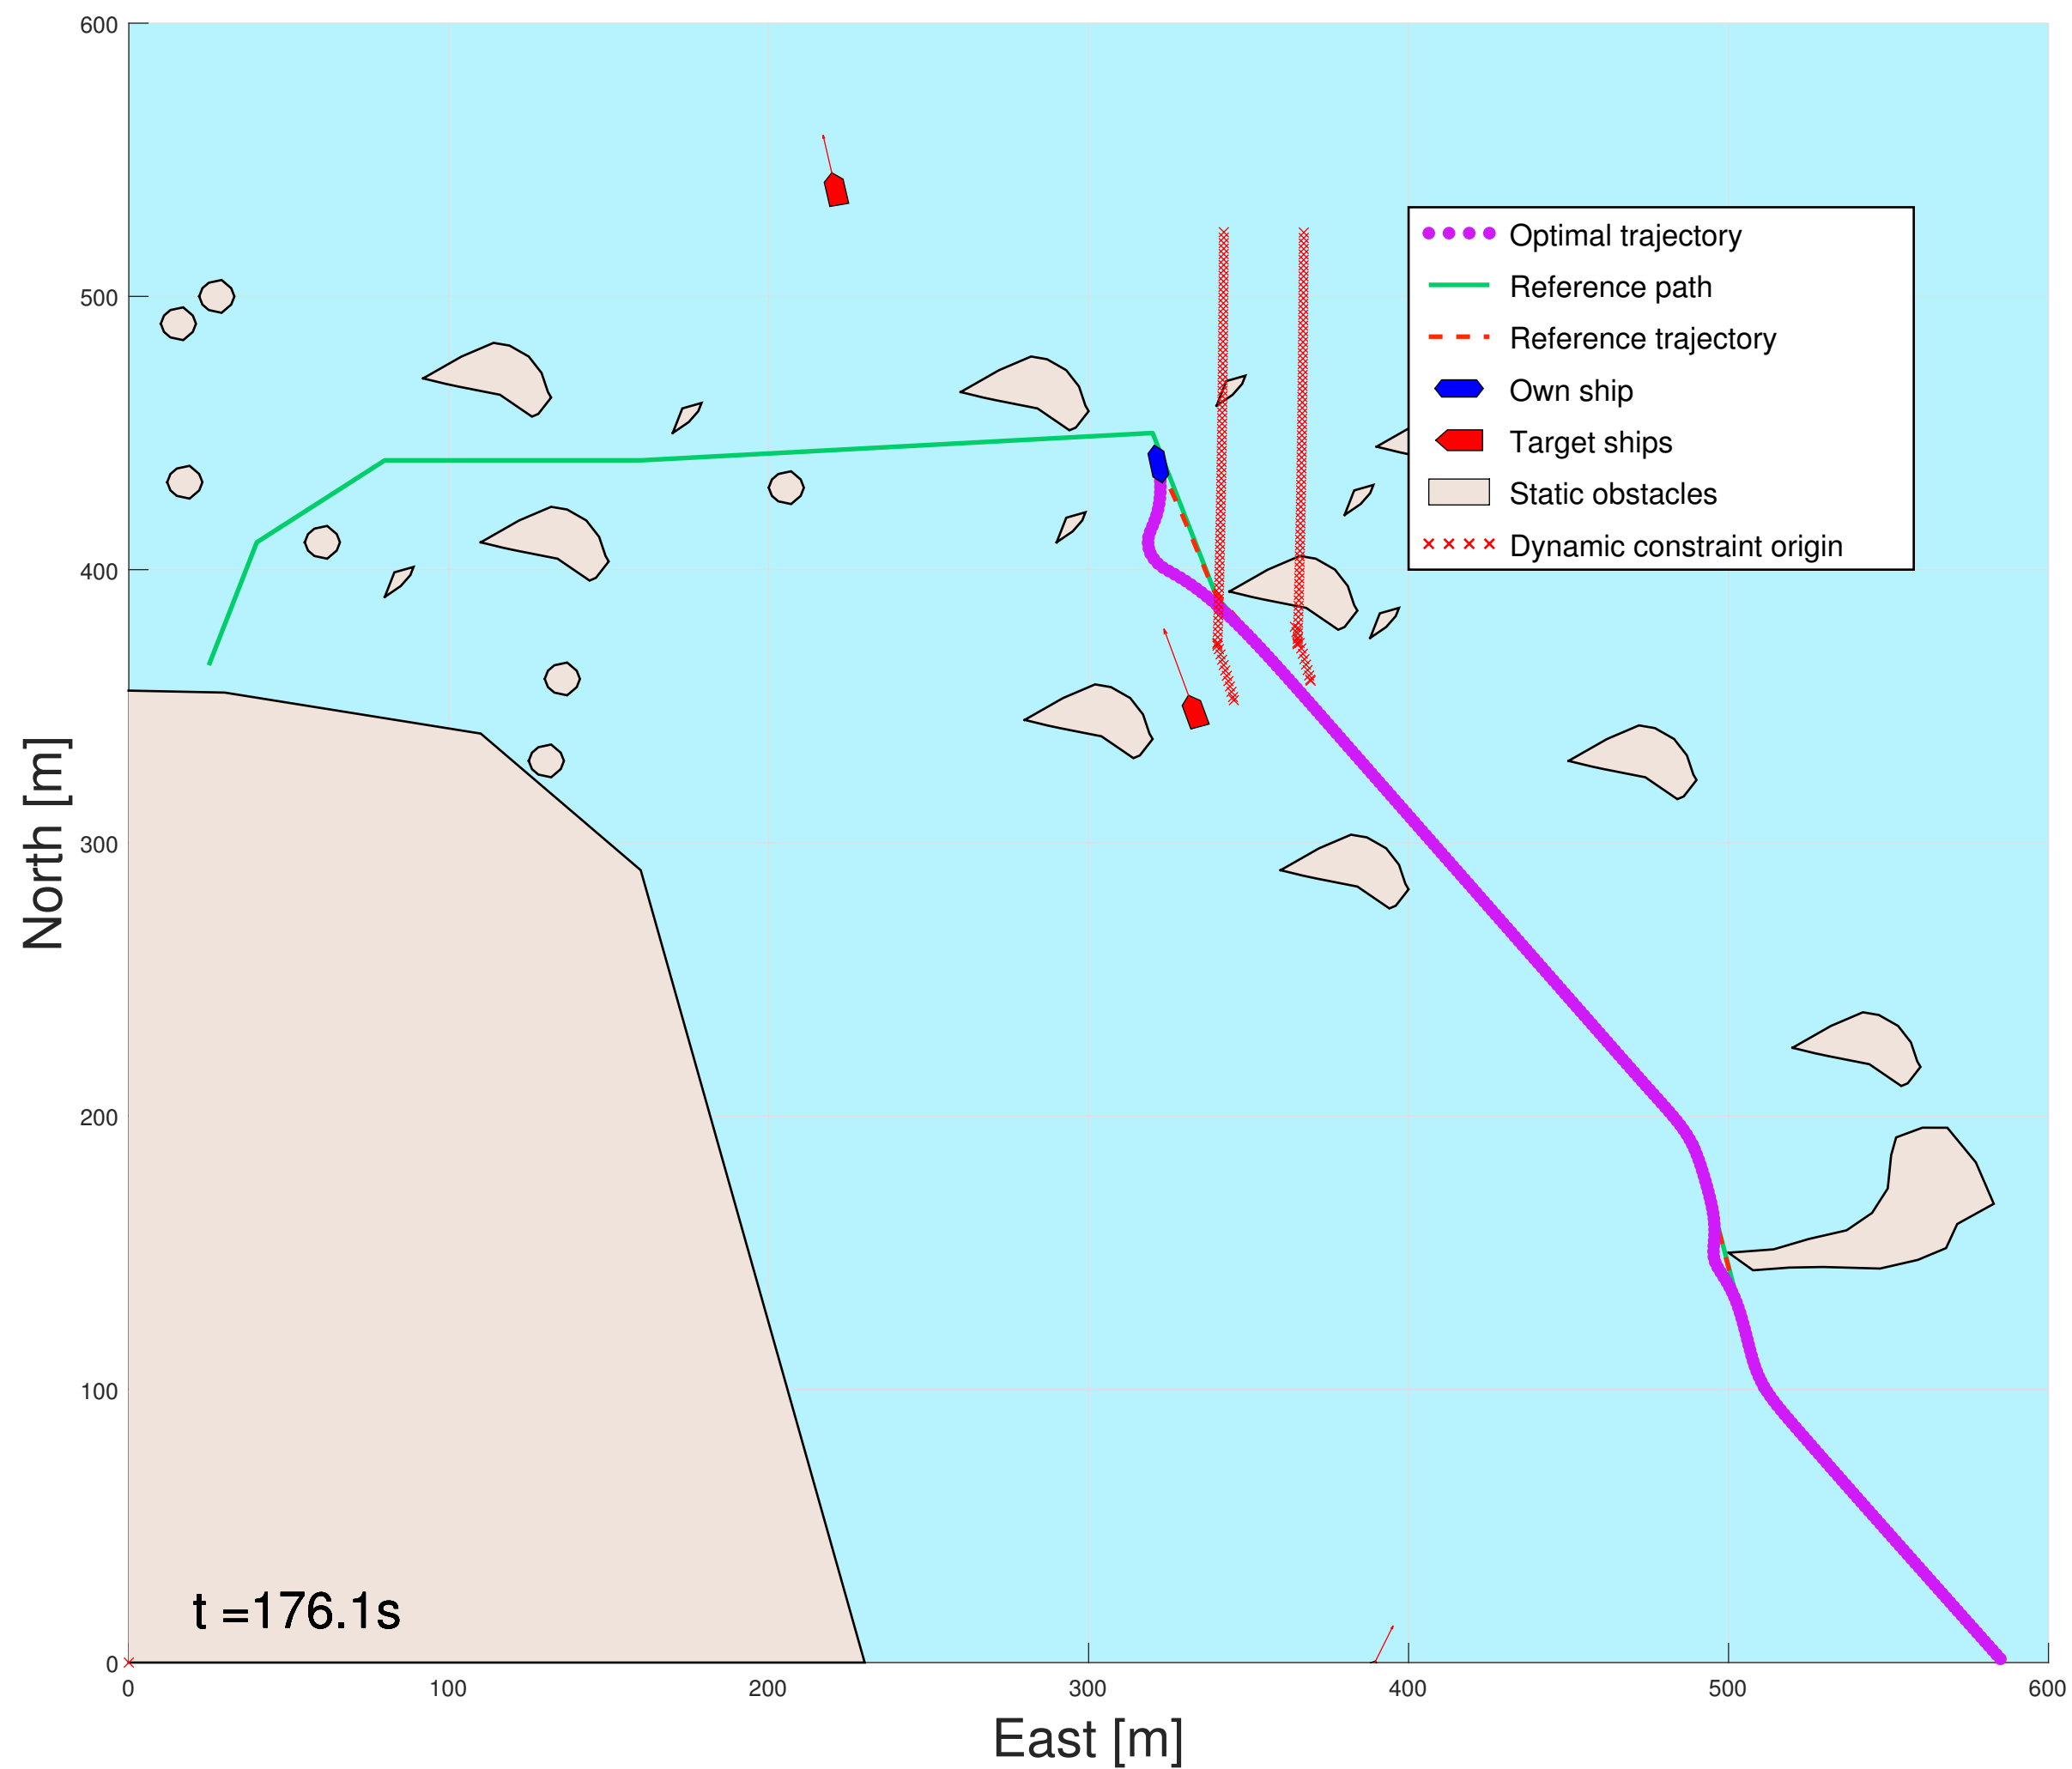 600
500
400
300
200
100
0
North [m]
Optimal trajectory
Reference path
Reference trajectory
Own ship
Target ships
Static obstacles
Dynamic constraint origin
t =176.1s
0
100
200
300
400
500
600
East [m]